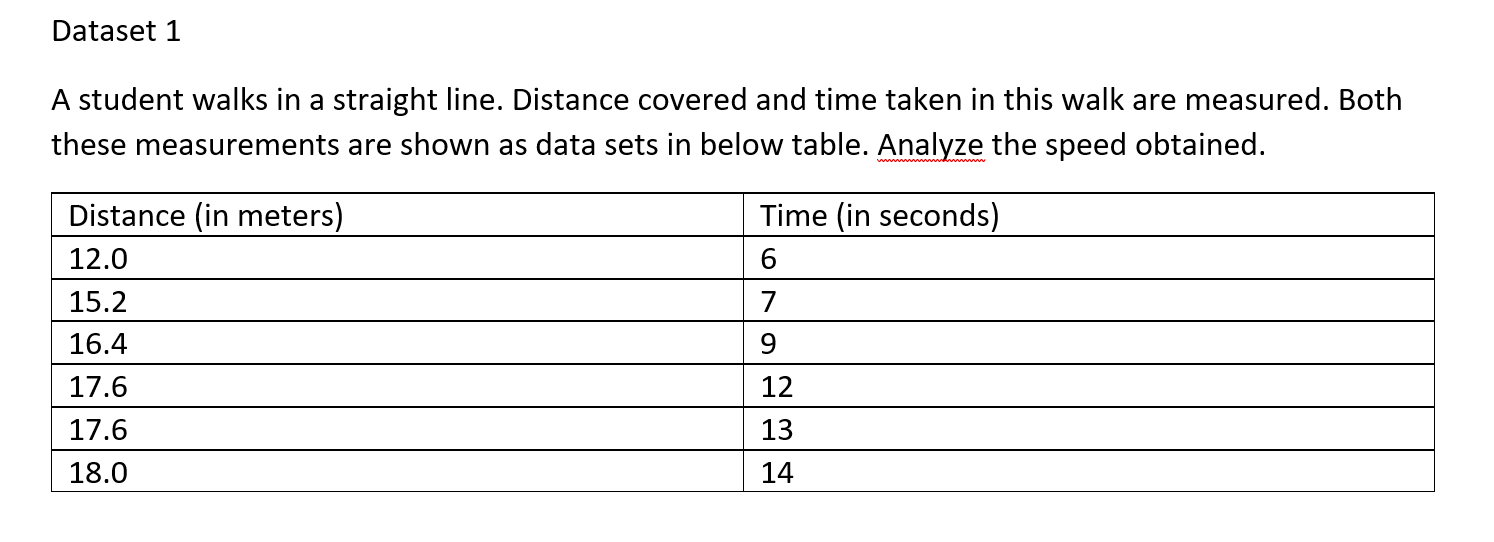 Dataset 1
A student walks in a straight line. Distance covered and time taken in this walk are measured. Both
these measurements are shown as data sets in below table. Analyze the speed obtained.
Distance (in meters) Time (in seconds)
12.0 6
15.2 7
16.4 9
17.6 12
17.6 13
18.0 14